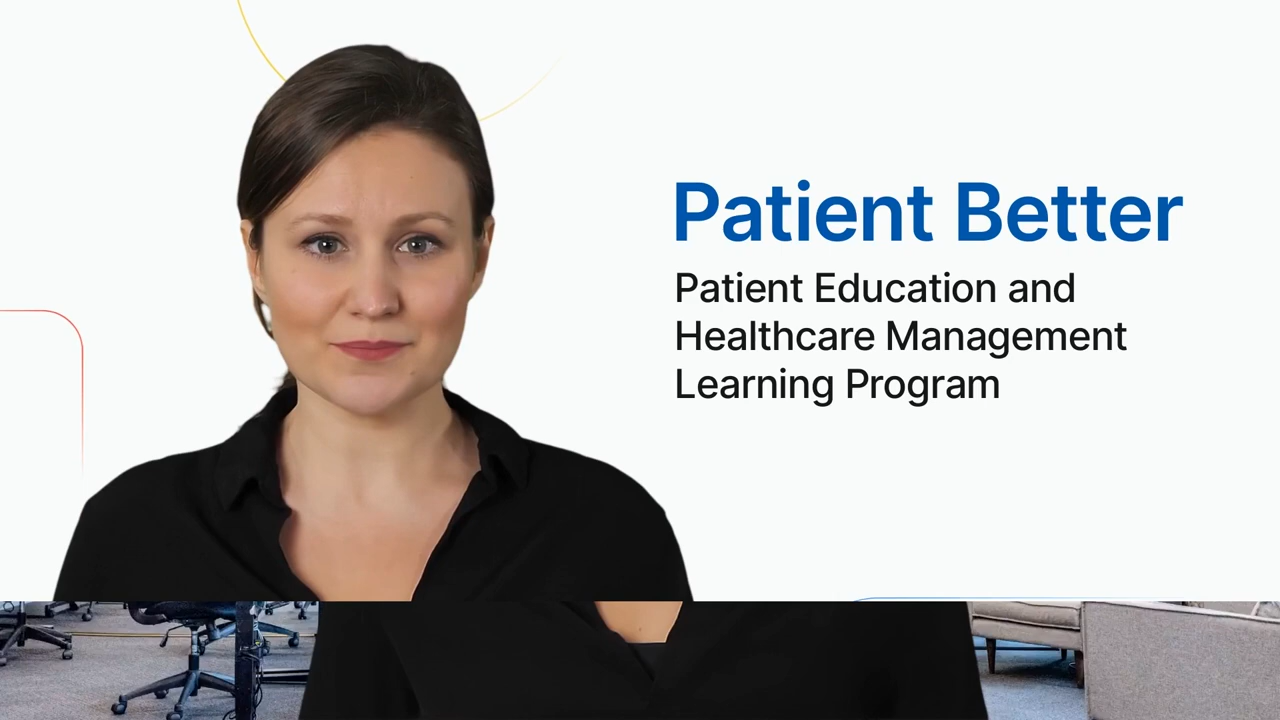 Patient Better
Patient Education and
Healthcare Management
Learning Program